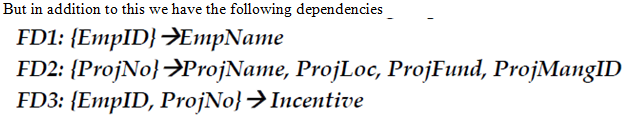 But in addition to this we have the following dependencies
FD1: {EmpID} →EmpName
FD2: {ProjNo}→ProjName, ProjLoc, ProjFund, ProjMangID
FD3: {EmpID, ProjNo} → Incentive